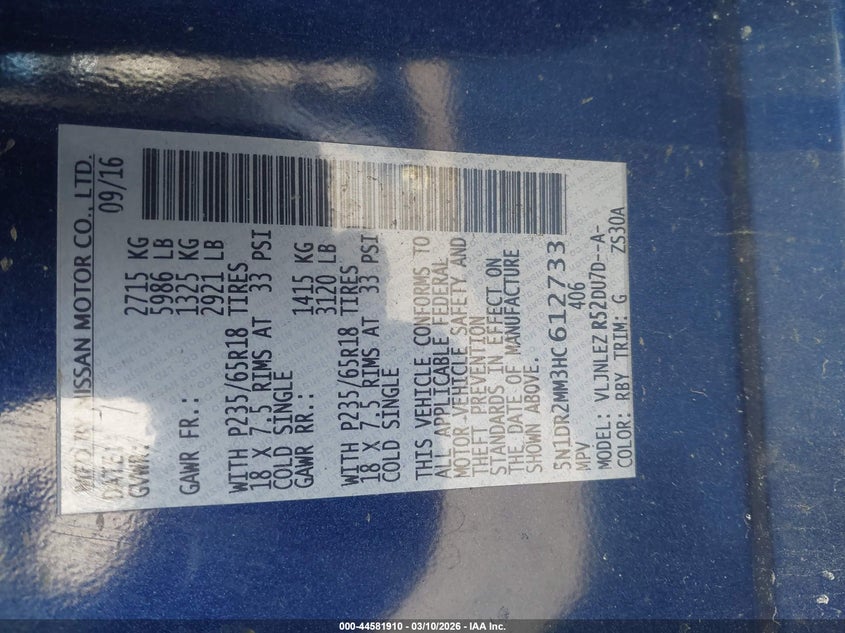 MFD BY NISSAN MOTOR CO., LTD.
DATE: 09/16
GVWR: 2715 KG
5986 LB
GAWR FR.: 1325 KG
2921 LB
WITH P235/65R18 TIRES
18 X 7.5 RIMS AT 33 PSI
COLD SINGLE
GAWR RR.: 1415 KG
3120 LB
WITH P235/65R18 TIRES
18 X 7.5 RIMS AT 33 PSI
COLD SINGLE
THIS VEHICLE CONFORMS TO
ALL APPLICABLE FEDERAL
MOTOR VEHICLE SAFETY AND
THEFT PREVENTION
STANDARDS IN EFFECT ON
THE DATE OF MANUFACTURE
SHOWN ABOVE.
5N1DR2MM3HC612733
MPV 406
MODEL: VLJNLEZ R52DU7D--A-
COLOR: RBY TRIM: G ZS30A
000-44581910 - 03/10/2026 - IAA Inc.